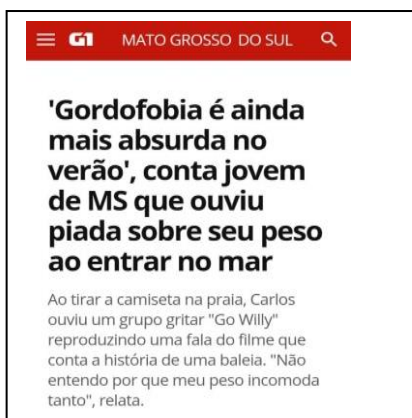 G1 MATO GROSSO DO SUL
'Gordofobia é ainda
mais absurda no
verão', conta jovem
de MS que ouviu
piada sobre seu peso
ao entrar no mar
Ao tirar a camiseta na praia, Carlos
ouviu um grupo gritar "Go Willy"
reproduzindo uma fala do filme que
conta a história de uma baleia. "Não
entendo por que meu peso incomoda
tanto", relata.